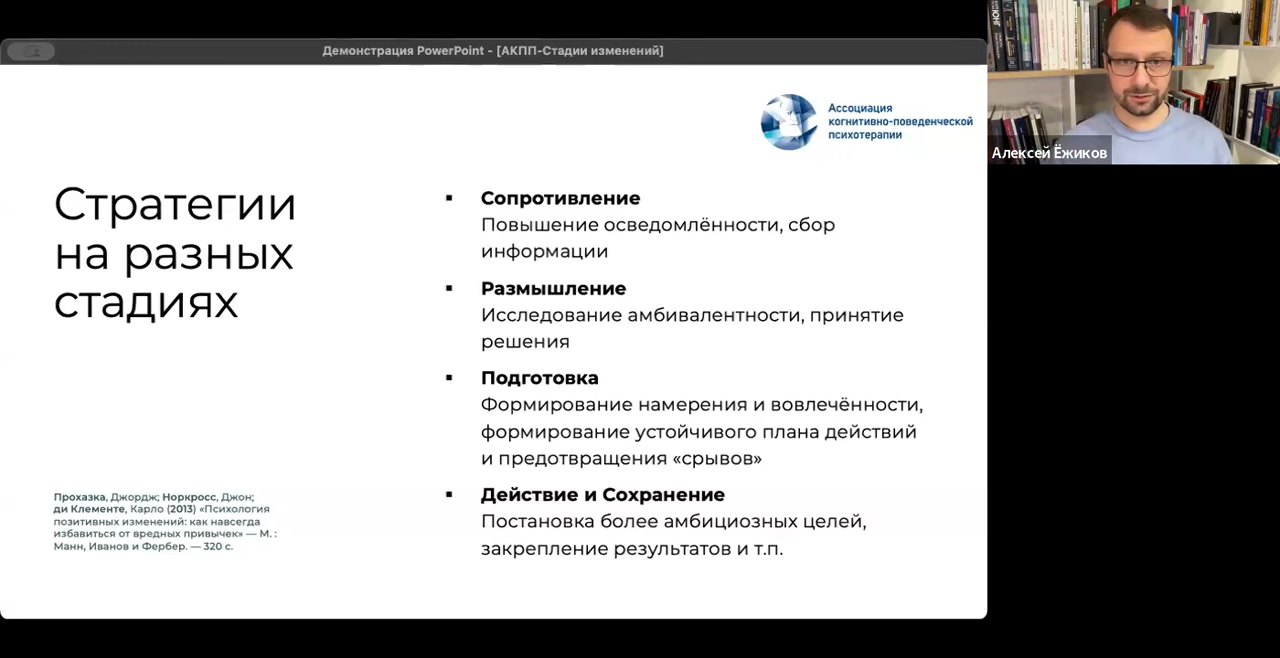 Демонстрация PowerPoint - [АКПП-Стадии изменений]
Ассоциация
когнитивно-поведенческой
психотерапии
Алексей Ёжиков
Стратегии
на разных
стадиях
▪ Сопротивление
Повышение осведомлённости, сбор
информации
▪ Размышление
Исследование амбивалентности, принятие
решения
▪ Подготовка
Формирование намерения и вовлечённости,
формирование устойчивого плана действий
и предотвращения «срывов»
▪ Действие и Сохранение
Постановка более амбициозных целей,
закрепление результатов и т.п.
Прохазка, Джордж; Норкросс, Джон;
ди Клементе, Карло (2013) «Психология
позитивных изменений: как навсегда
избавиться от вредных привычек» — М. :
Манн, Иванов и Фербер. — 320 с.